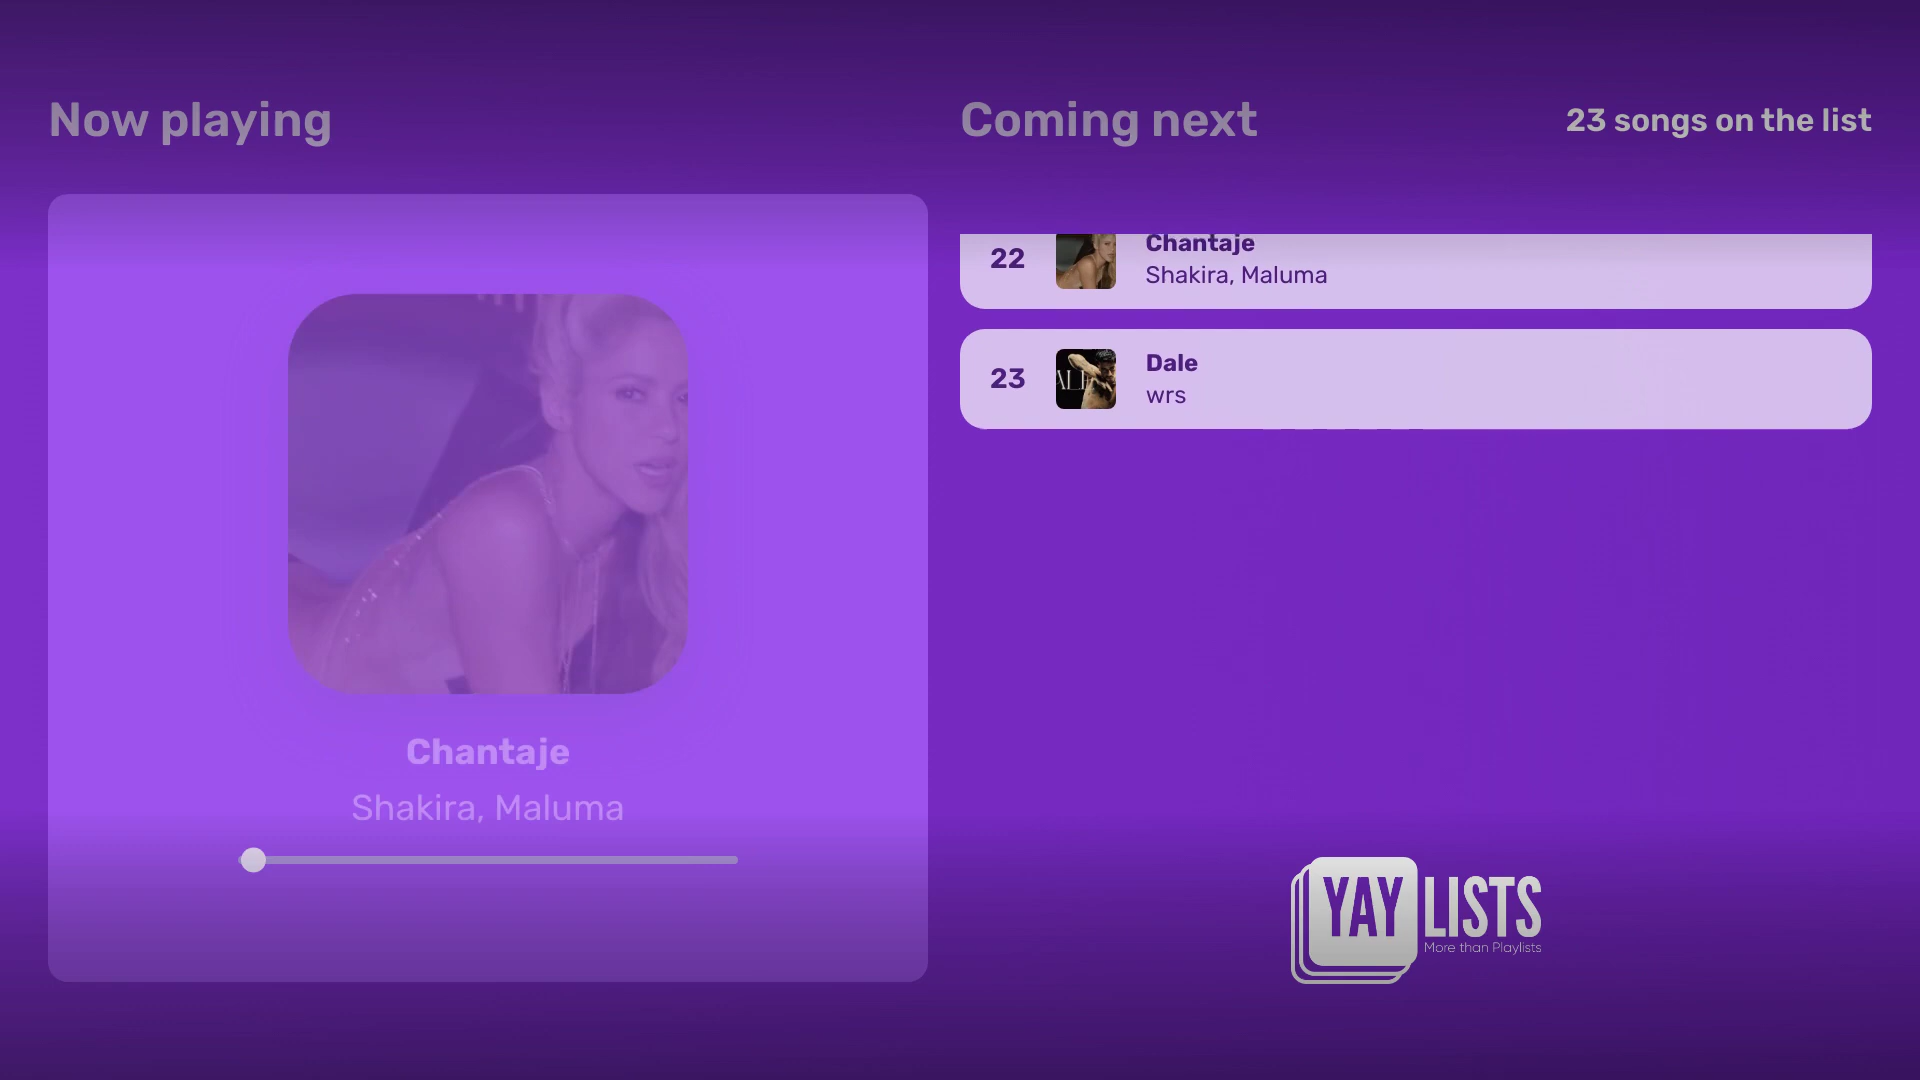 Now playing
Chantaje
Shakira, Maluma
Coming next
23 songs on the list
22
Chantaje
Shakira, Maluma
23
Dale
wrs
YAY LISTS
More than Playlists